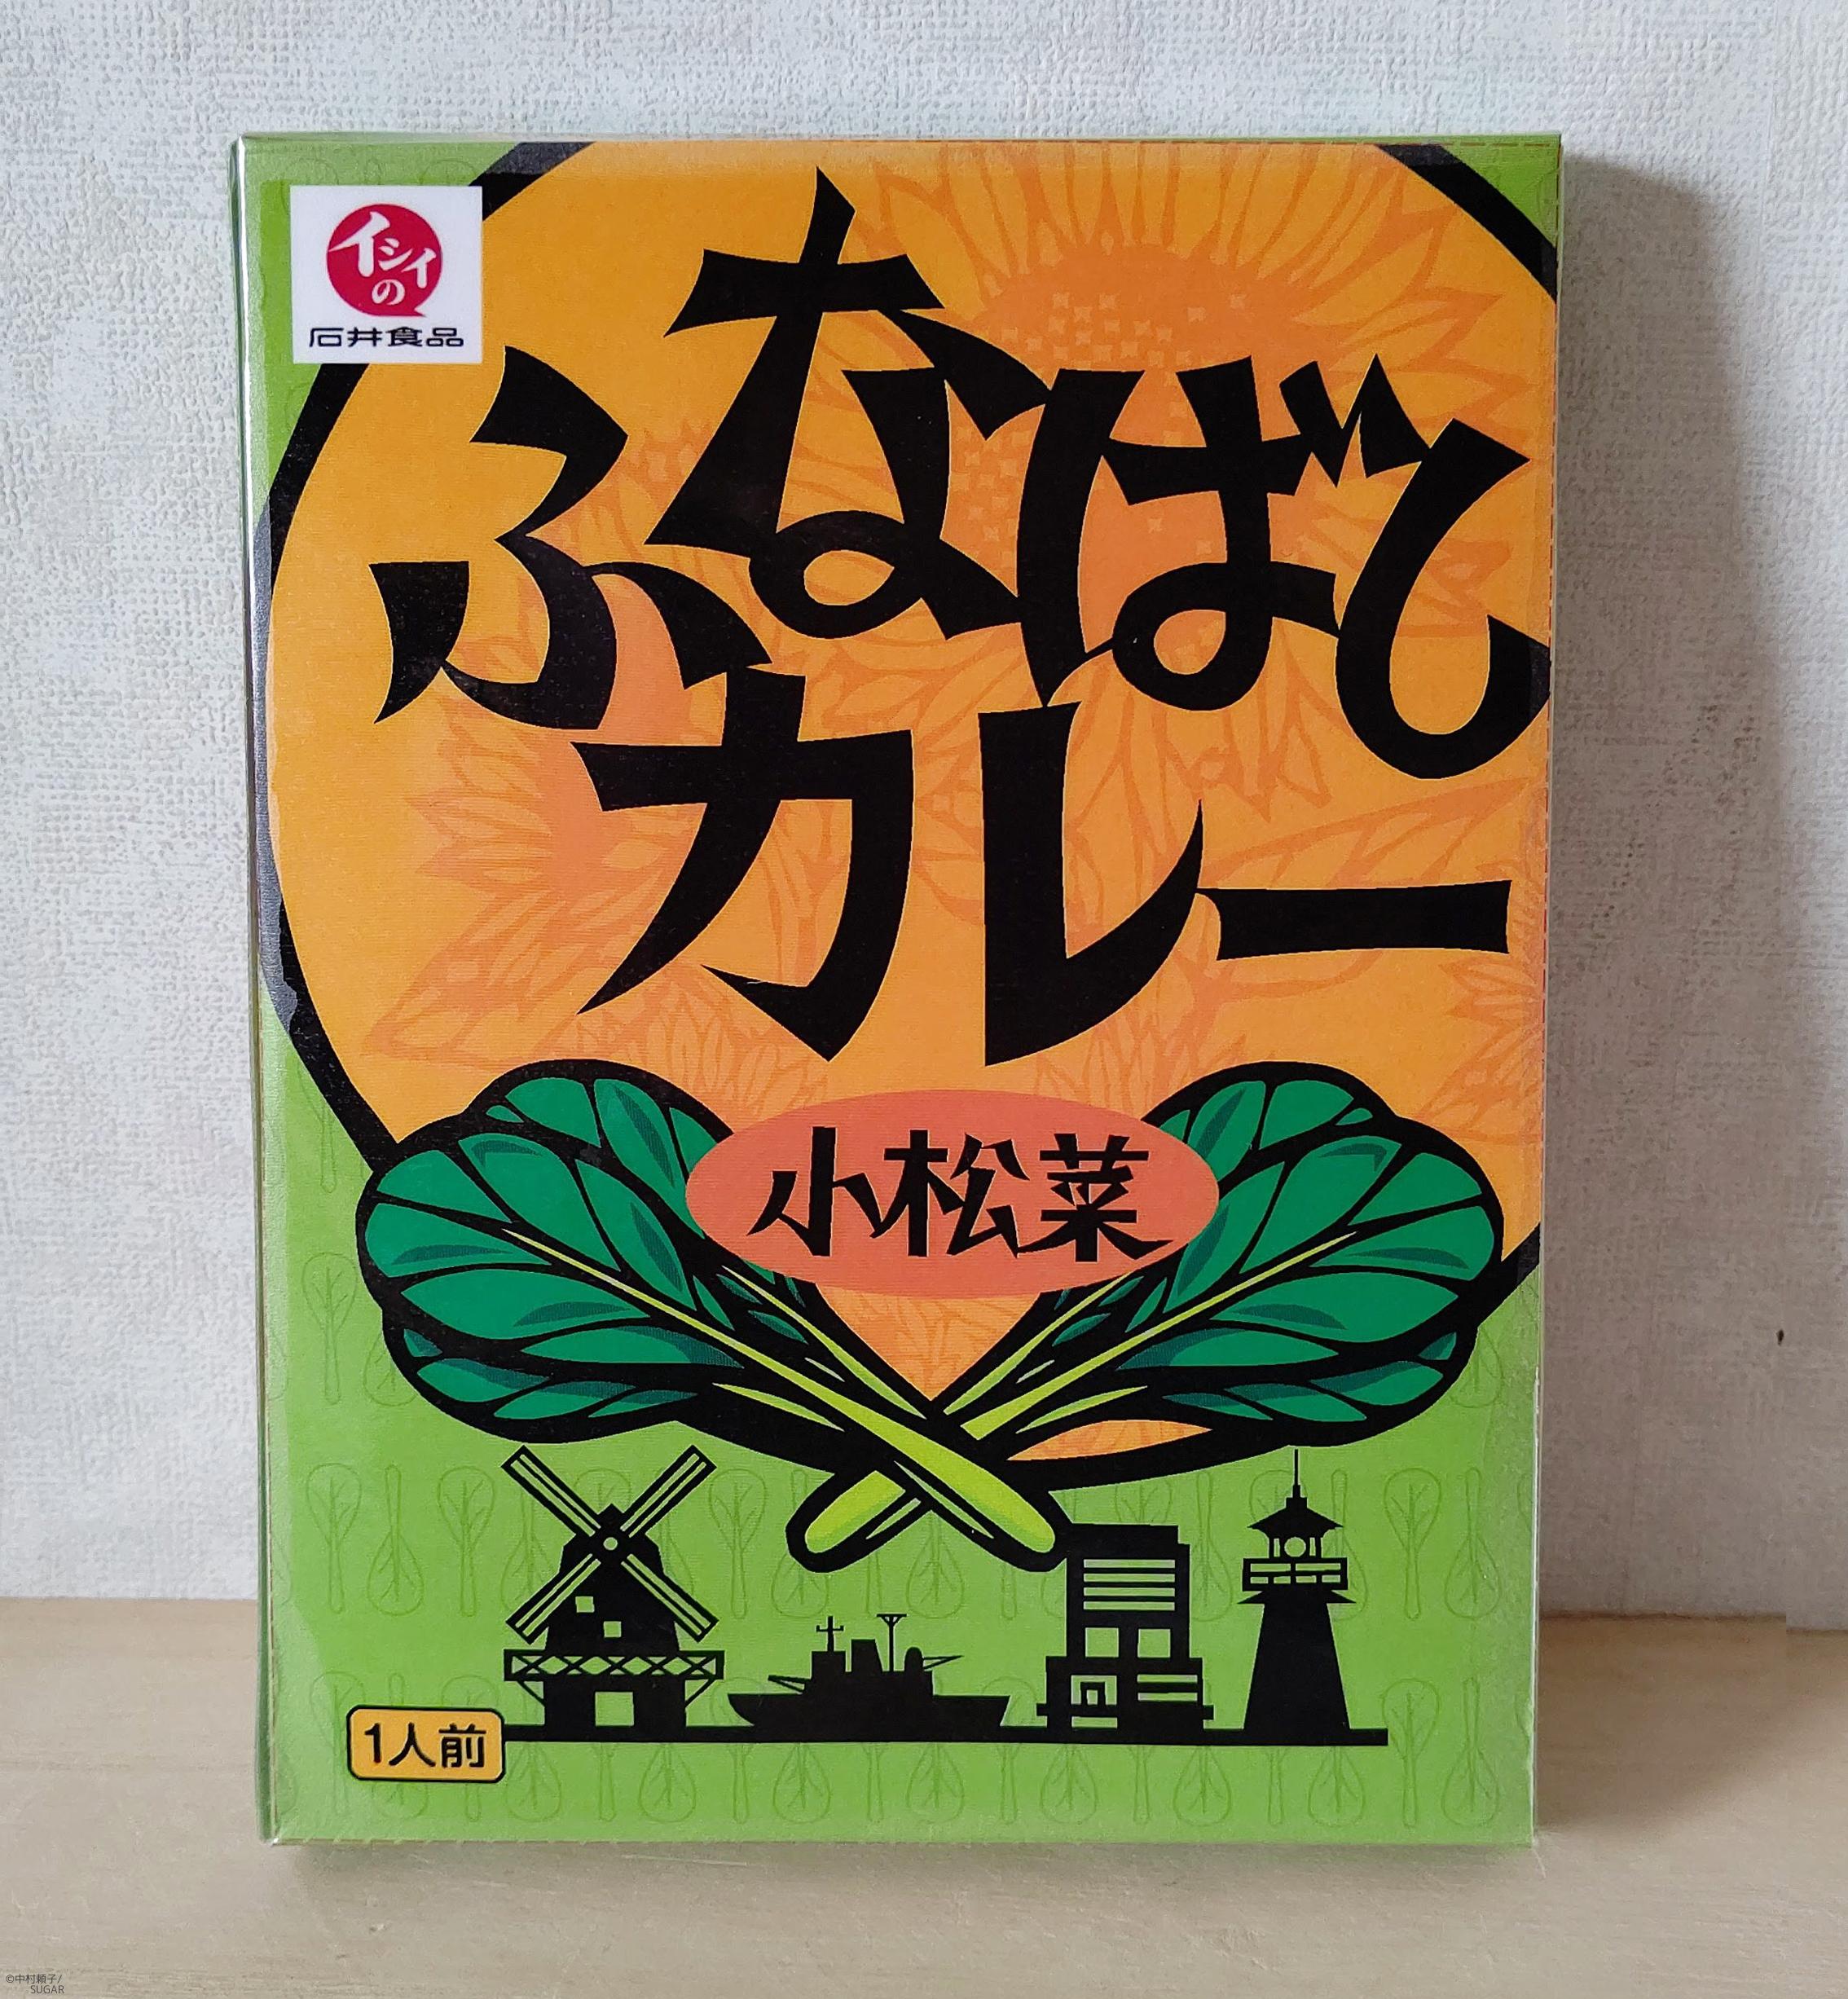 イシイの
石井食品
ふなばし
カレー
小松菜
1人前
©中村頼子/
SUGAR